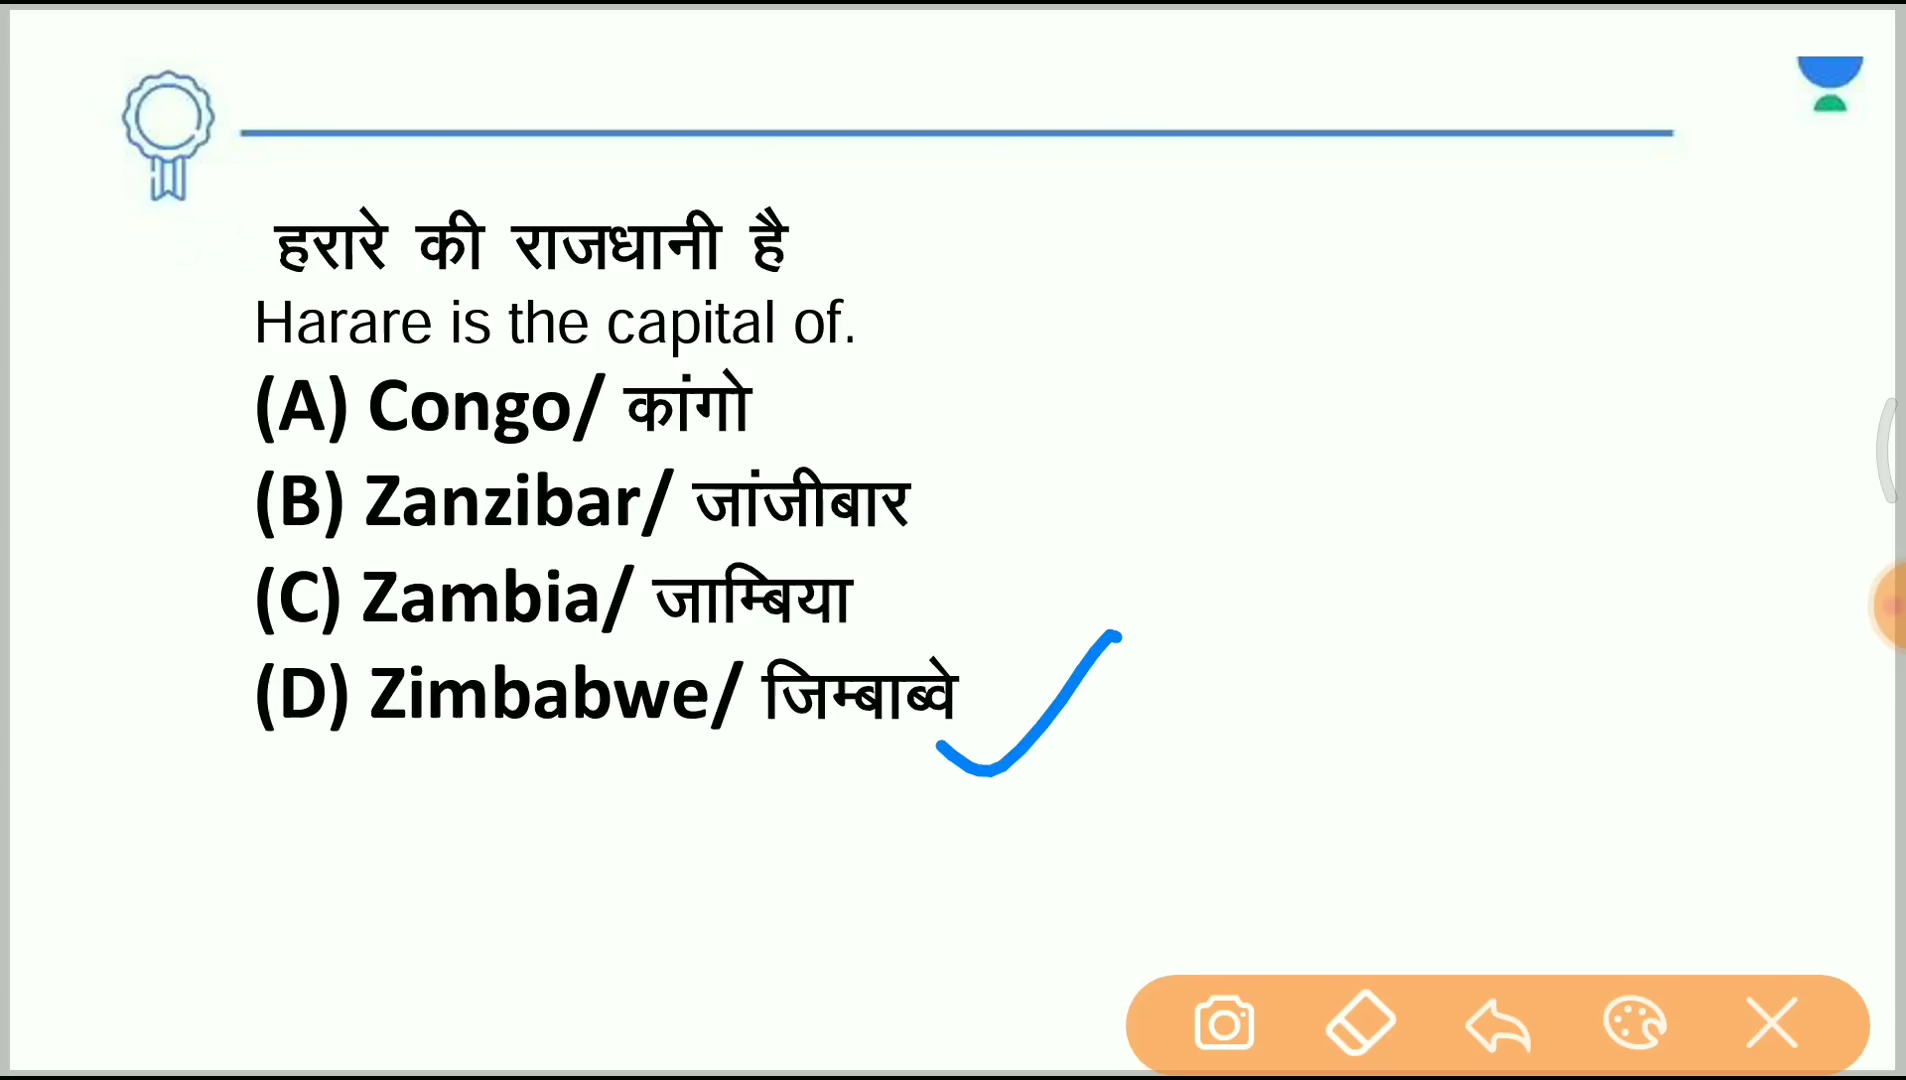 हरारे की राजधानी है
Harare is the capital of.
(A) Congo/ कांगो
(B) Zanzibar/ जांजीबार
(C) Zambia/ जाम्बिया
(D) Zimbabwe/ जिम्बाब्वे